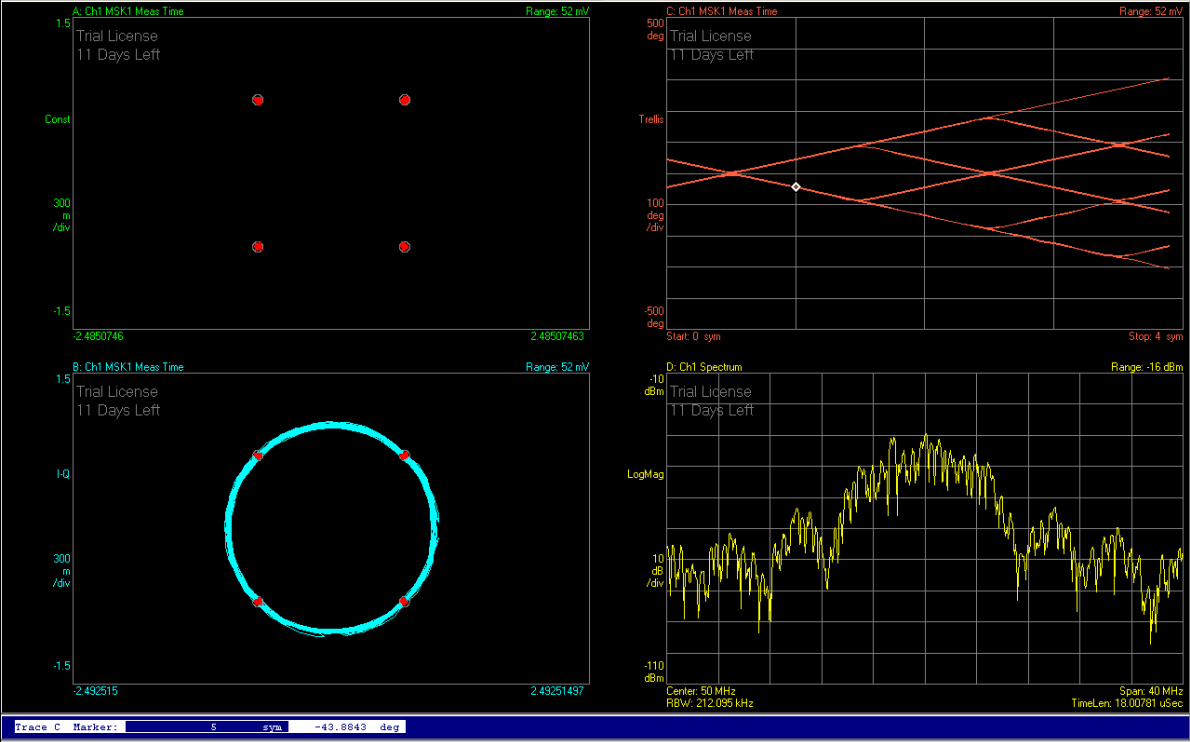 A: Ch1 MSK1 Meas Time Range: 52 mV
1.5
Trial License
11 Days Left
Const
300
m
/div
-1.5
-2.4850746 2.48507463
C: Ch1 MSK1 Meas Time Range: 52 mV
500
deg
Trial License
11 Days Left
Trellis
100
deg
/div
-500
deg
Start: 0 sym Stop: 4 sym
B: Ch1 MSK1 Meas Time Range: 52 mV
1.5
Trial License
11 Days Left
I-Q
300
m
/div
-1.5
-2.492515 2.49251497
D: Ch1 Spectrum Range: -16 dBm
-10
dBm
Trial License
11 Days Left
LogMag
10
dB
/div
-110
dBm
Center: 50 MHz Span: 40 MHz
RBW: 212.095 kHz TimeLen: 18.00781 uSec
Trace C Marker: 5 sym -43.8843 deg